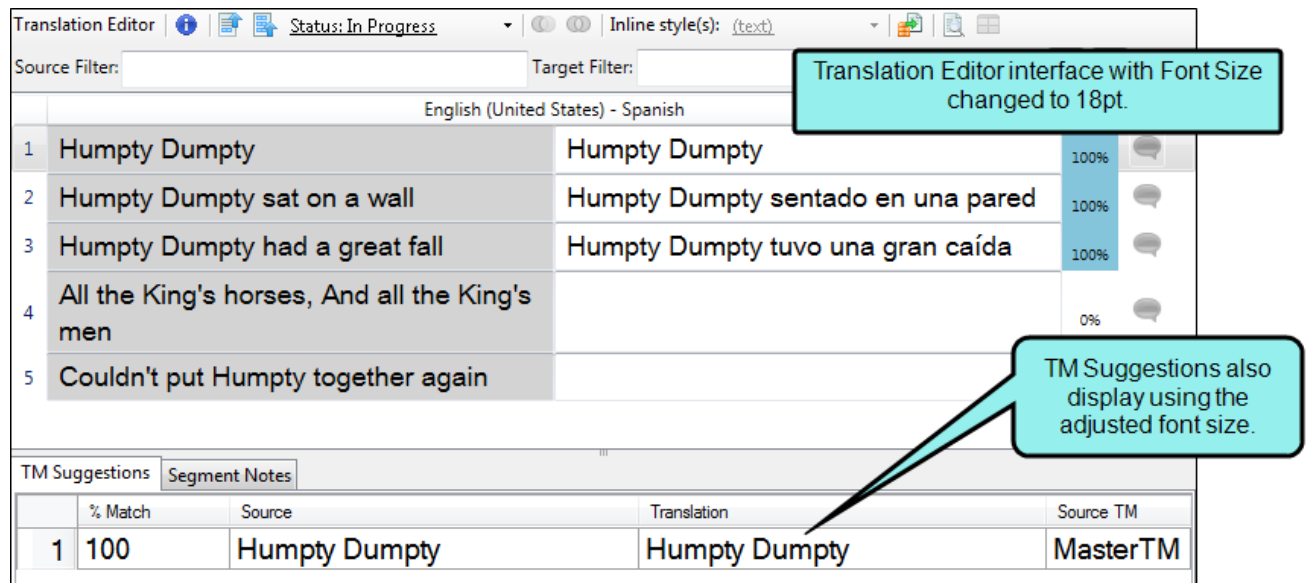 Translation Editor Status: In Progress Inline style(s): (text)
Source Filter: Target Filter:
Translation Editor interface with Font Size
changed to 18pt.
English (United States) - Spanish
1 Humpty Dumpty Humpty Dumpty 100%
2 Humpty Dumpty sat on a wall Humpty Dumpty sentado en una pared 100%
3 Humpty Dumpty had a great fall Humpty Dumpty tuvo una gran caída 100%
4 All the King's horses, And all the King's
men 0%
5 Couldn't put Humpty together again
TM Suggestions also
display using the
adjusted font size.
TM Suggestions Segment Notes
% Match Source Translation Source TM
1 100 Humpty Dumpty Humpty Dumpty MasterTM